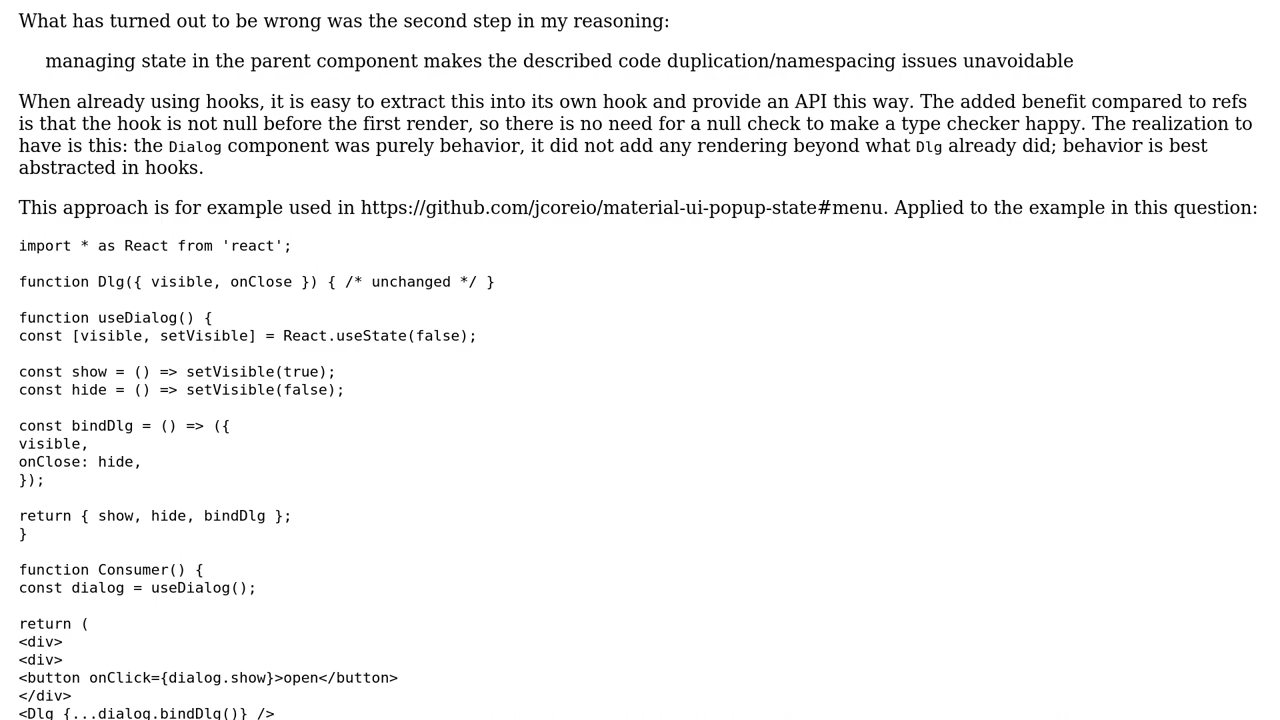 What has turned out to be wrong was the second step in my reasoning:
managing state in the parent component makes the described code duplication/namespacing issues unavoidable
When already using hooks, it is easy to extract this into its own hook and provide an API this way. The added benefit compared to refs
is that the hook is not null before the first render, so there is no need for a null check to make a type checker happy. The realization to
have is this: the Dialog component was purely behavior, it did not add any rendering beyond what Dlg already did; behavior is best
abstracted in hooks.
This approach is for example used in https://github.com/jcoreio/material-ui-popup-state#menu. Applied to the example in this question:
import * as React from 'react';
function Dlg({ visible, onClose }) { /* unchanged */ }
function useDialog() {
const [visible, setVisible] = React.useState(false);
const show = () => setVisible(true);
const hide = () => setVisible(false);
const bindDlg = () => ({
visible,
onClose: hide,
});
return { show, hide, bindDlg };
}
function Consumer() {
const dialog = useDialog();
return (
<div>
<div>
<button onClick={dialog.show}>open</button>
</div>
<Dlg {...dialog.bindDlg()} />